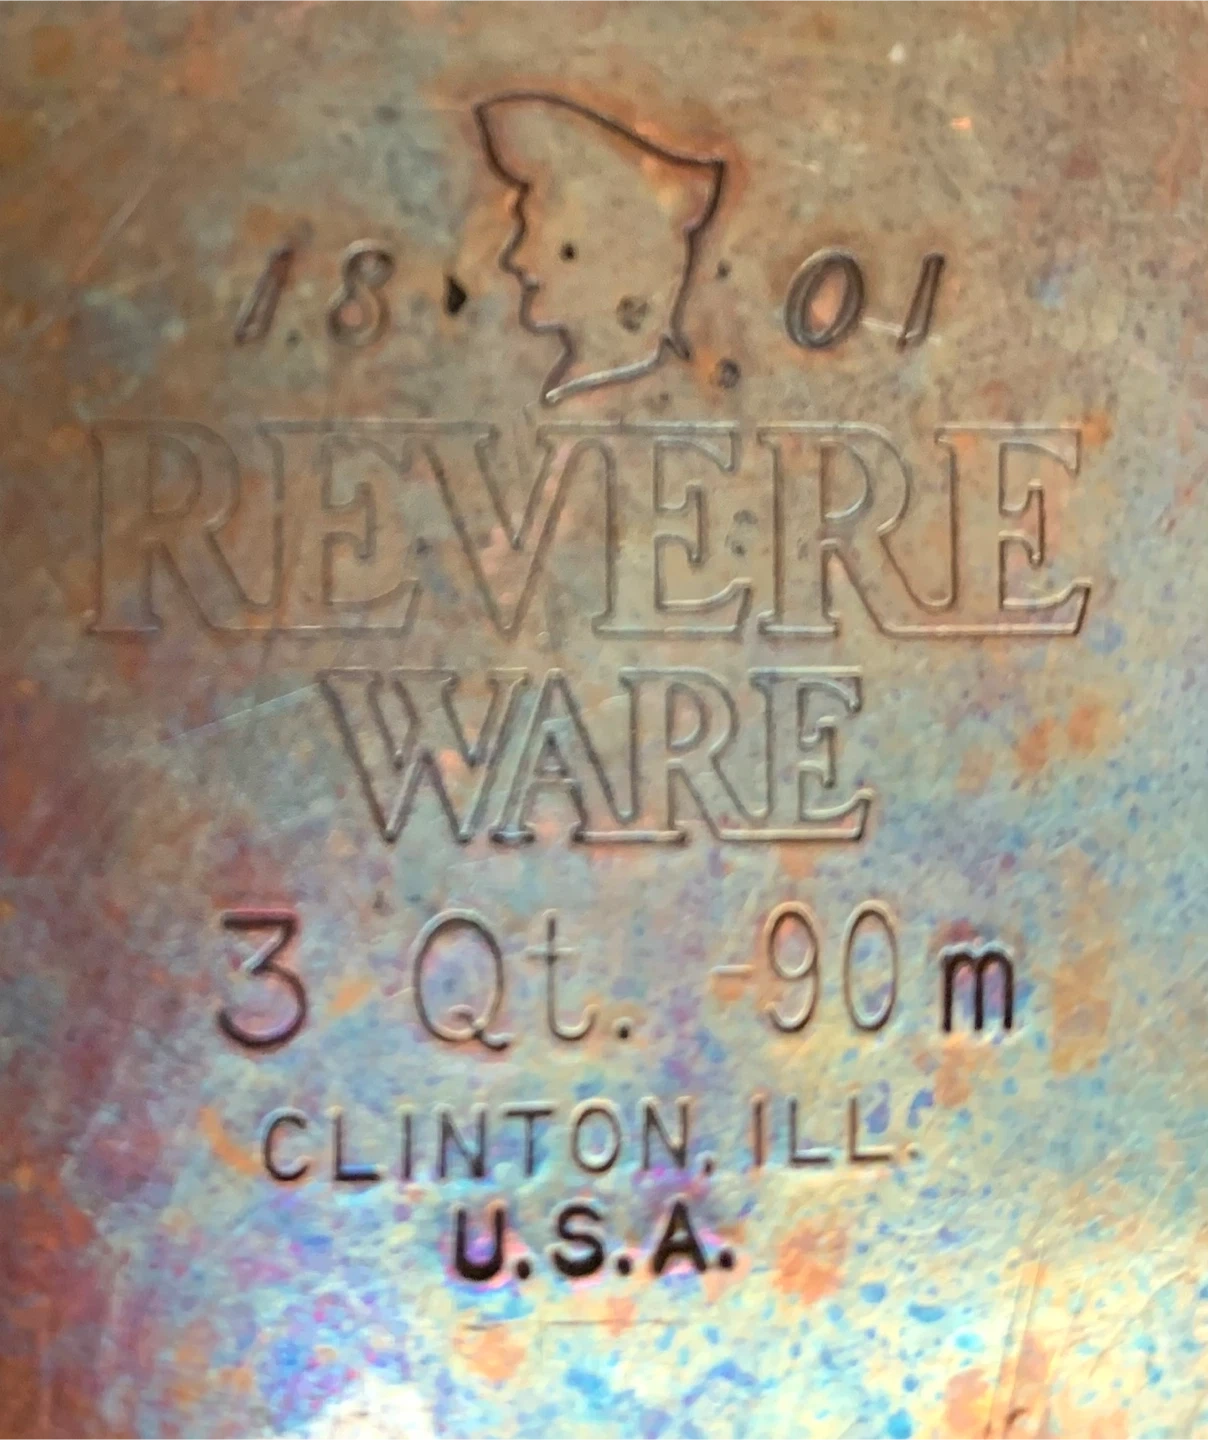 18 01
REVERE
WARE
3 Qt. -90 m
CLINTON, ILL.
U.S.A.